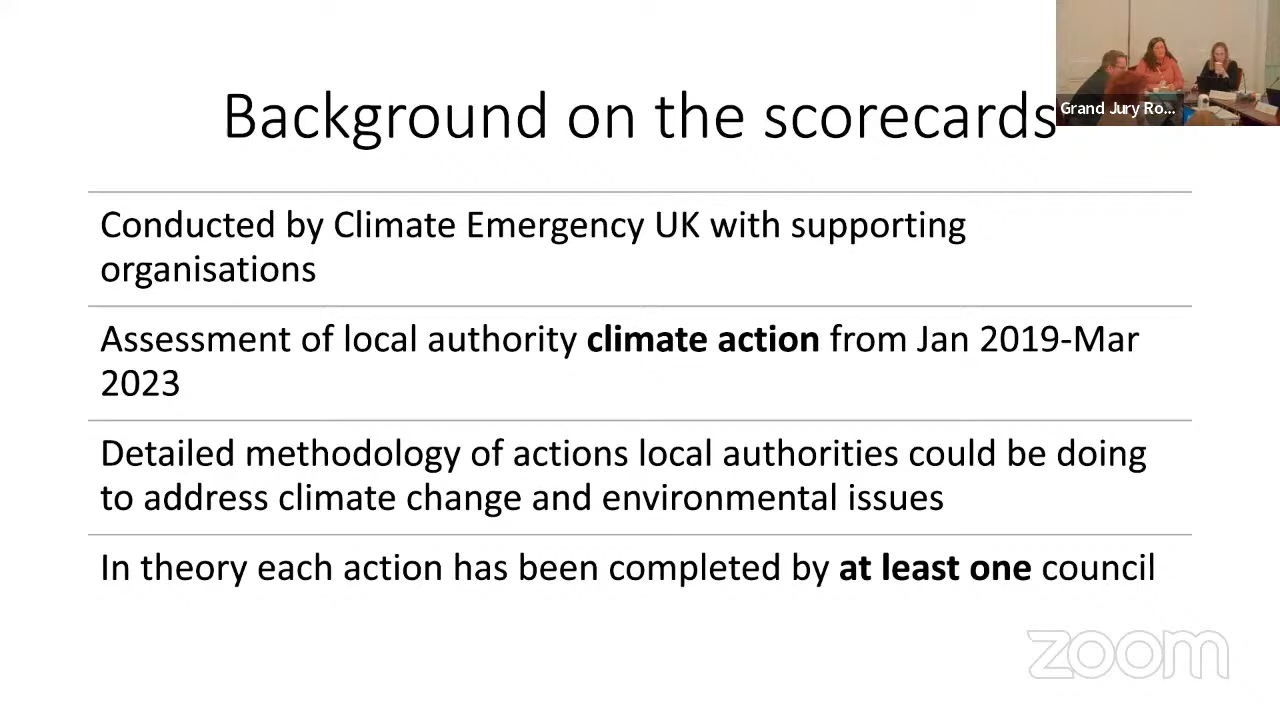 Background on the scorecards
Grand Jury Ro...
Conducted by Climate Emergency UK with supporting
organisations
Assessment of local authority climate action from Jan 2019-Mar
2023
Detailed methodology of actions local authorities could be doing
to address climate change and environmental issues
In theory each action has been completed by at least one council
zoom